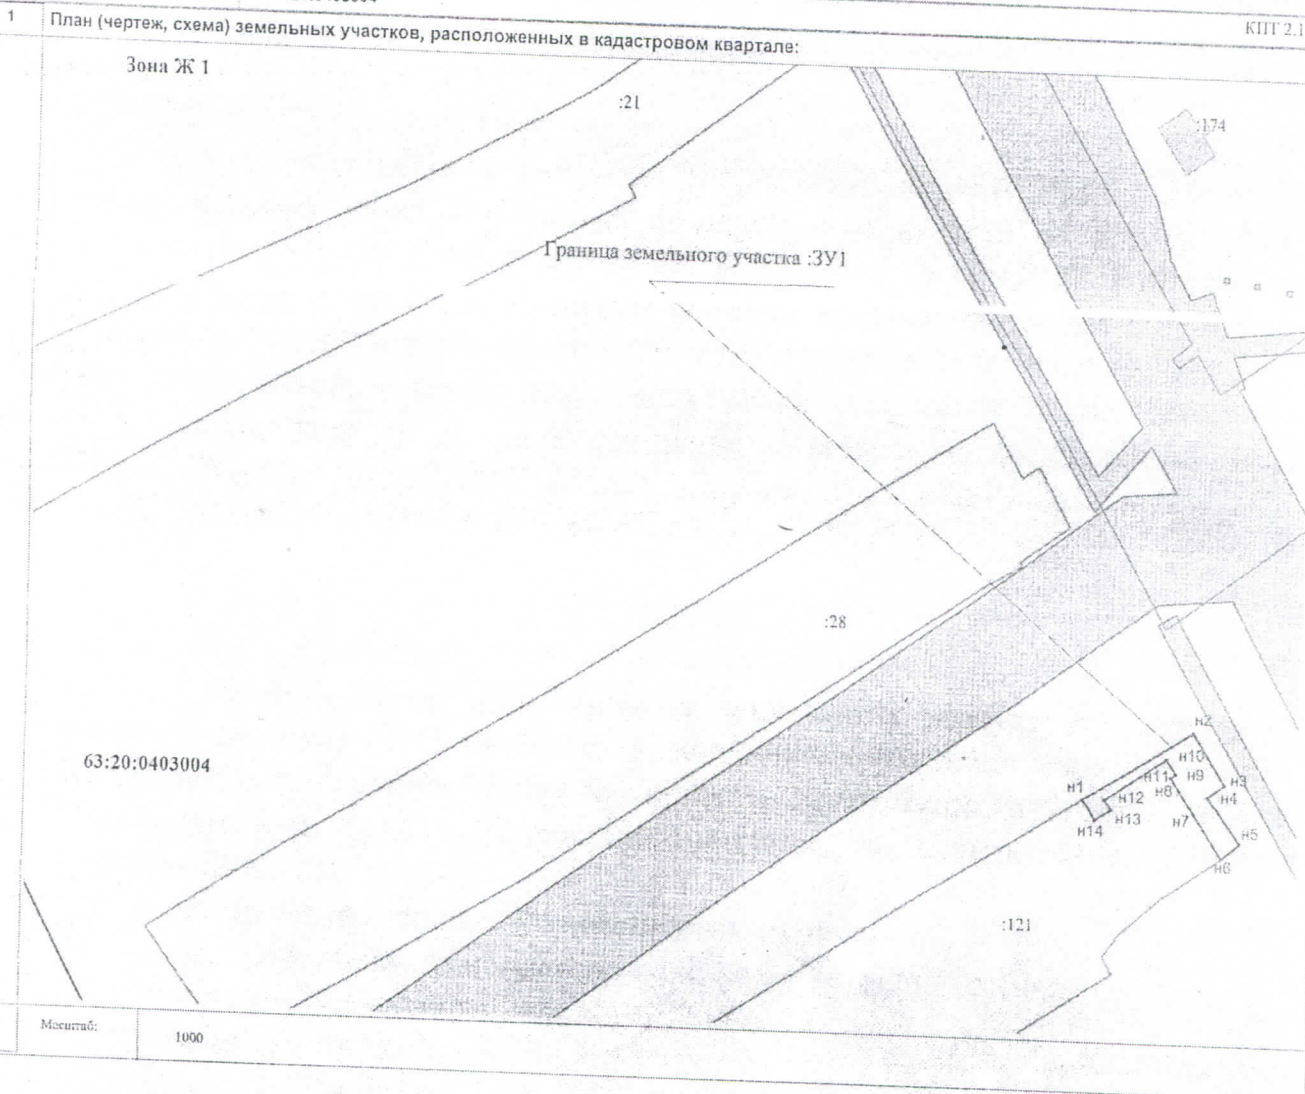 КПТ 2.1
1 План (чертеж, схема) земельных участков, расположенных в кадастровом квартале:
Зона Ж 1
:21
:174
Граница земельного участка :ЗУ1
:28
63:20:0403004
н2
н10
н1
н11
н9
н3
н12
н8
н4
н14
н13
н7
н5
н6
:121
Масштаб:
1000